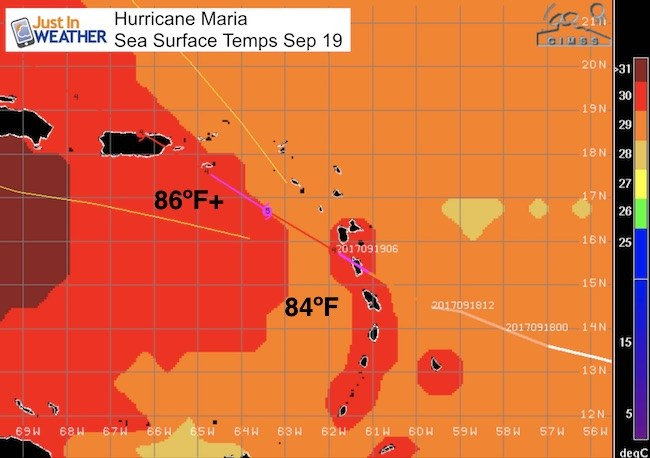 Just In
WEATHER
Hurricane Maria
Sea Surface Temps Sep 19
CIMSS
21N
20N
19N
18N
17N
16N
15N
14N
13N
12N
86ºF+
84ºF
2017091906
2017091812
2017091800
69W 68W 67W 66W 65W 64W 63W 62W 61W 60W 59W 58W 57W 56W
>31
30
29
28
27
26
25
15
5
degC